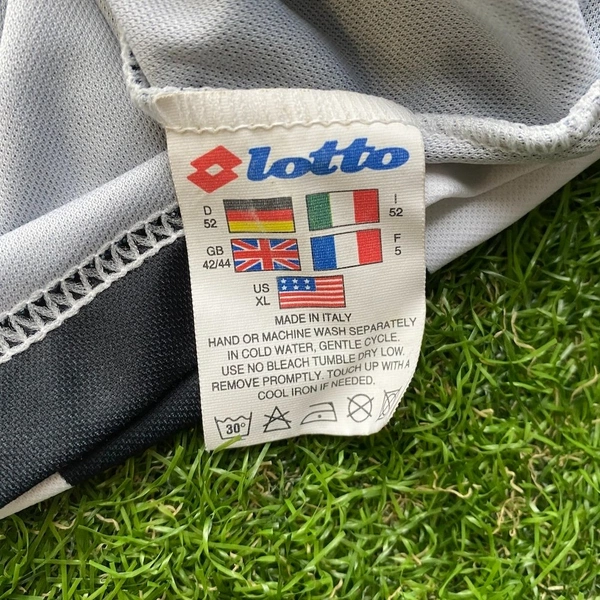 lotto
D 52 I 52
GB 42/44 F 5
US XL
MADE IN ITALY
HAND OR MACHINE WASH SEPARATELY
IN COLD WATER, GENTLE CYCLE.
USE NO BLEACH TUMBLE DRY LOW.
REMOVE PROMPTLY. TOUCH UP WITH A
COOL IRON IF NEEDED.
30°